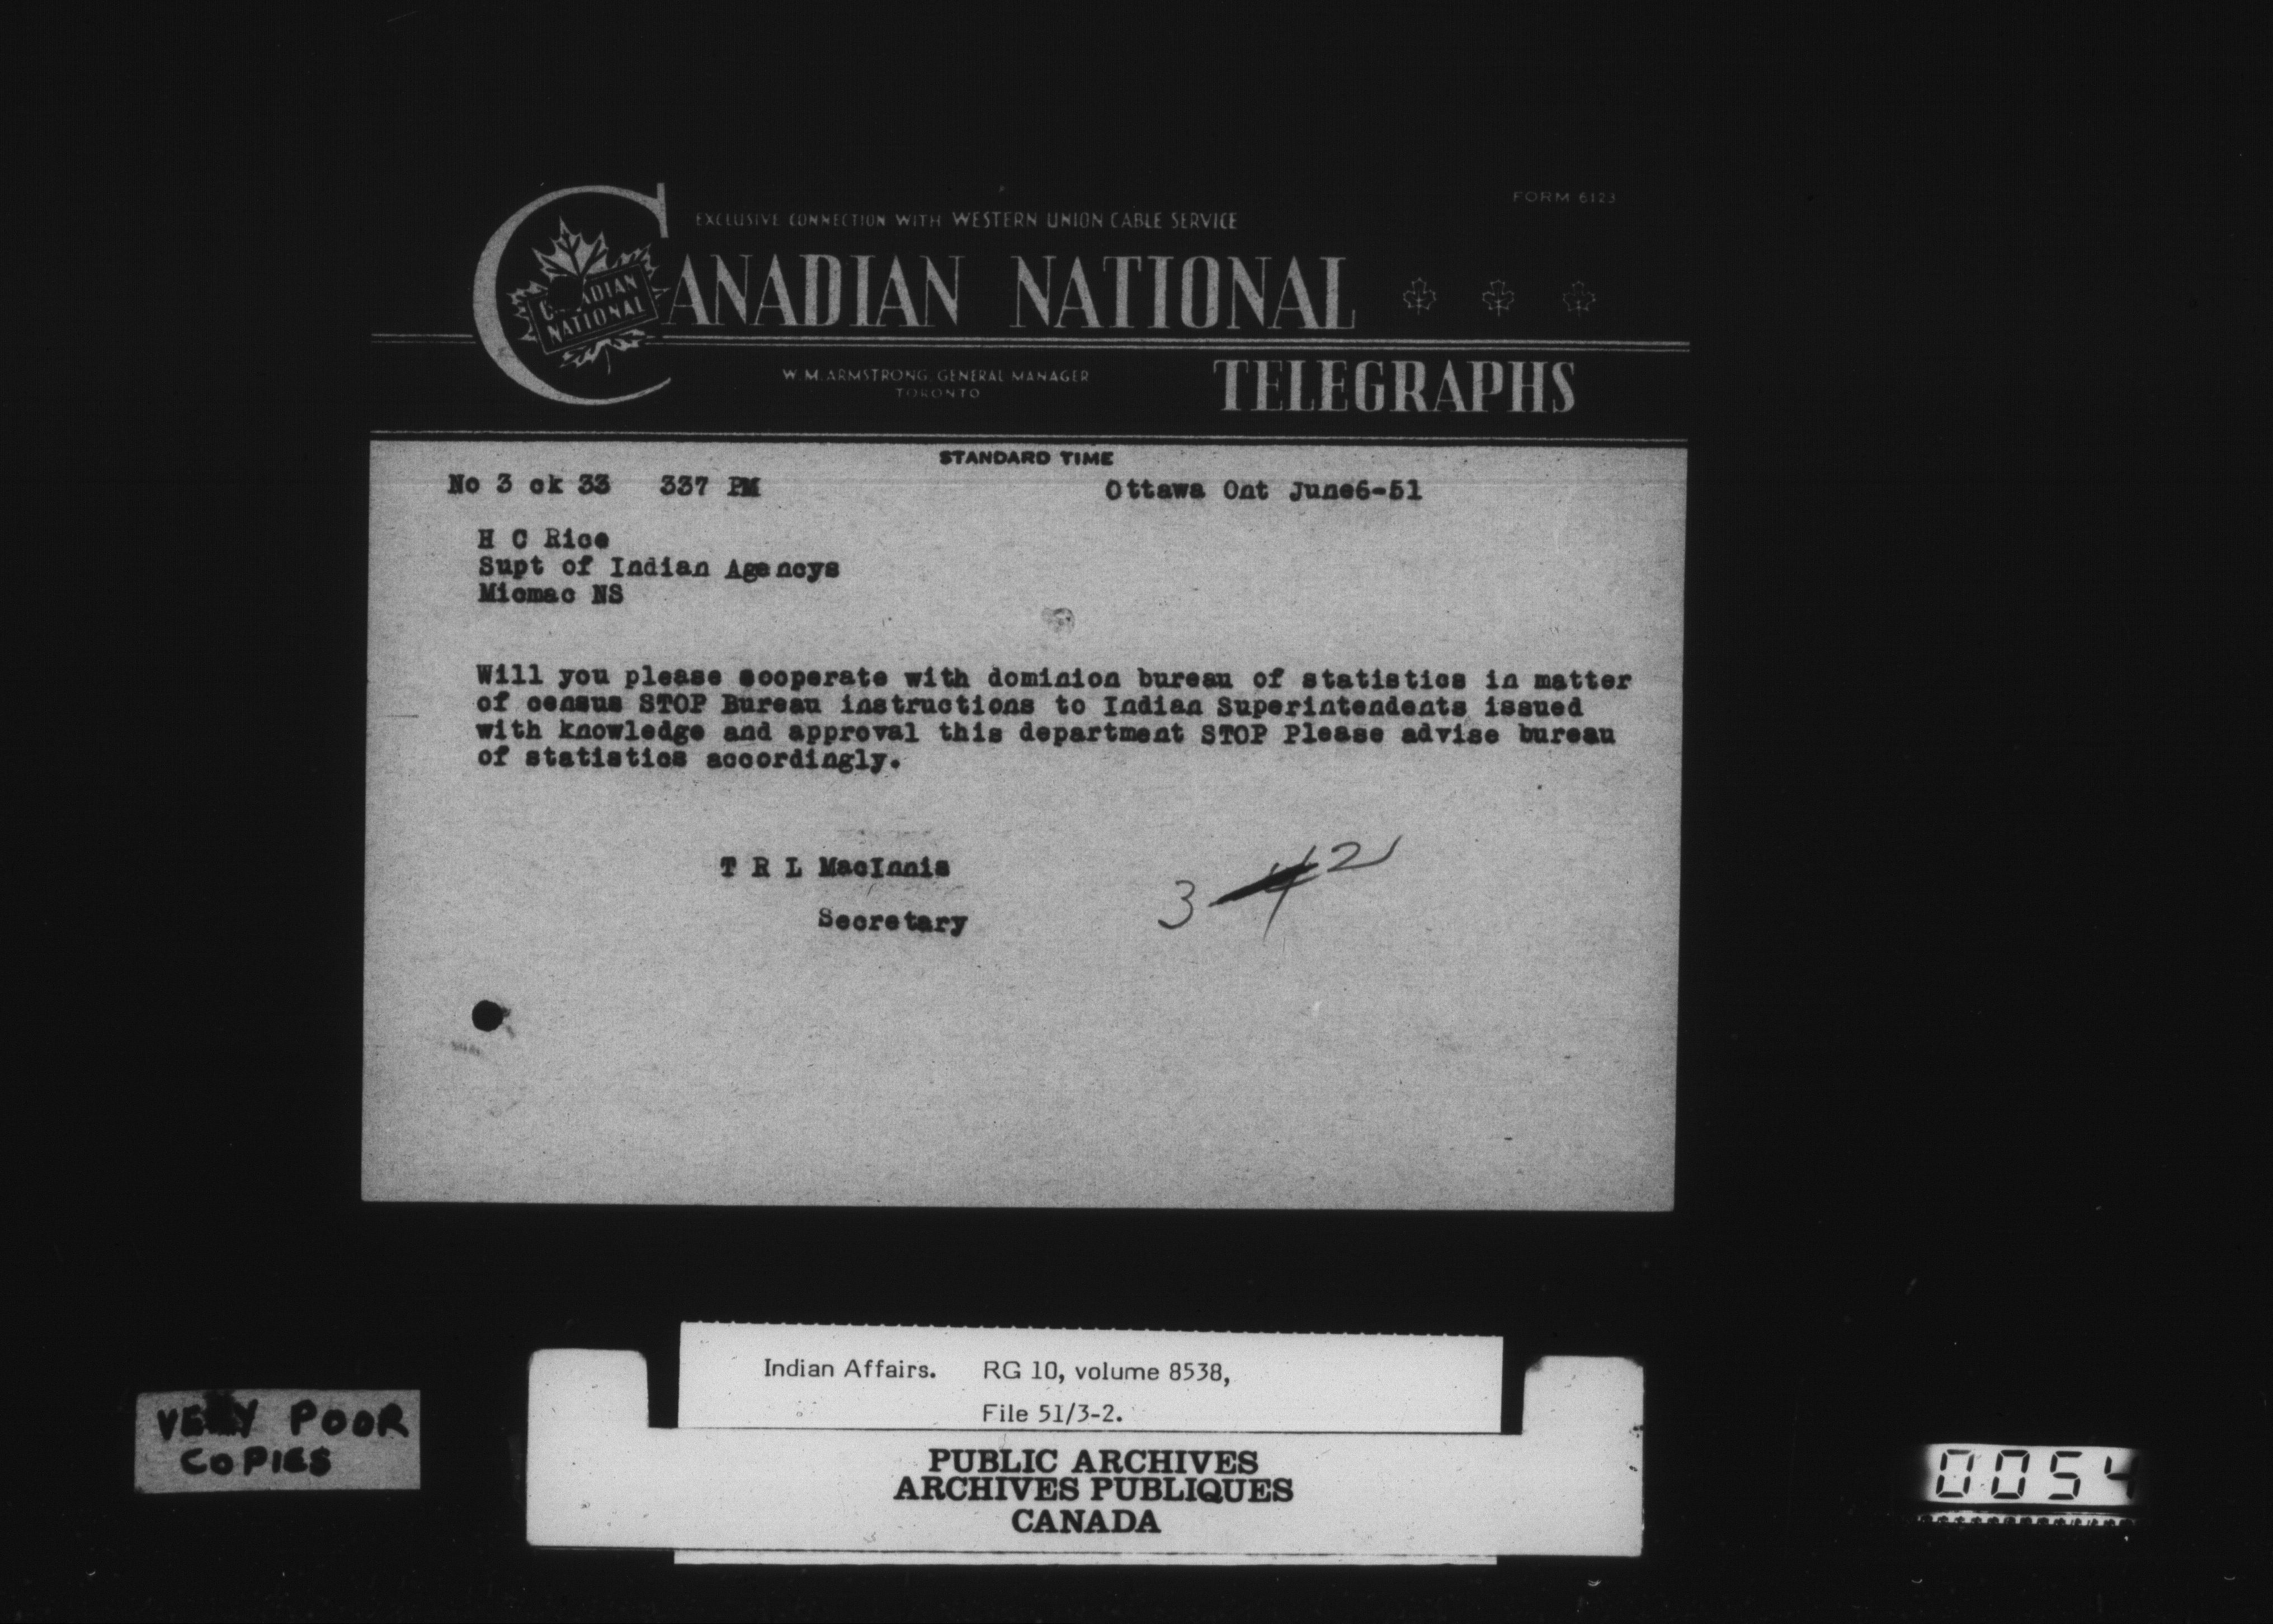 FORM 6123
EXCLUSIVE CONNECTION WITH WESTERN UNION CABLE SERVICE
CANADIAN NATIONAL
CANADIAN
NATIONAL
TELEGRAPHS
W. M. ARMSTRONG, GENERAL MANAGER
TORONTO
STANDARD TIME
No 3 ck 33 337 PM Ottawa Ont June6-51
H C Rice
Supt of Indian Agencys
Micmac NS
Will you please cooperate with dominion bureau of statistics in matter
of census STOP Bureau instructions to Indian Superintendents issued
with knowledge and approval this department STOP Please advise bureau
of statistics accordingly.
T R L MacInnis
Secretary
3-42
Indian Affairs. RG 10, volume 8538,
File 51/3-2.
PUBLIC ARCHIVES
ARCHIVES PUBLIQUES
CANADA
VERY POOR
COPIES
0054